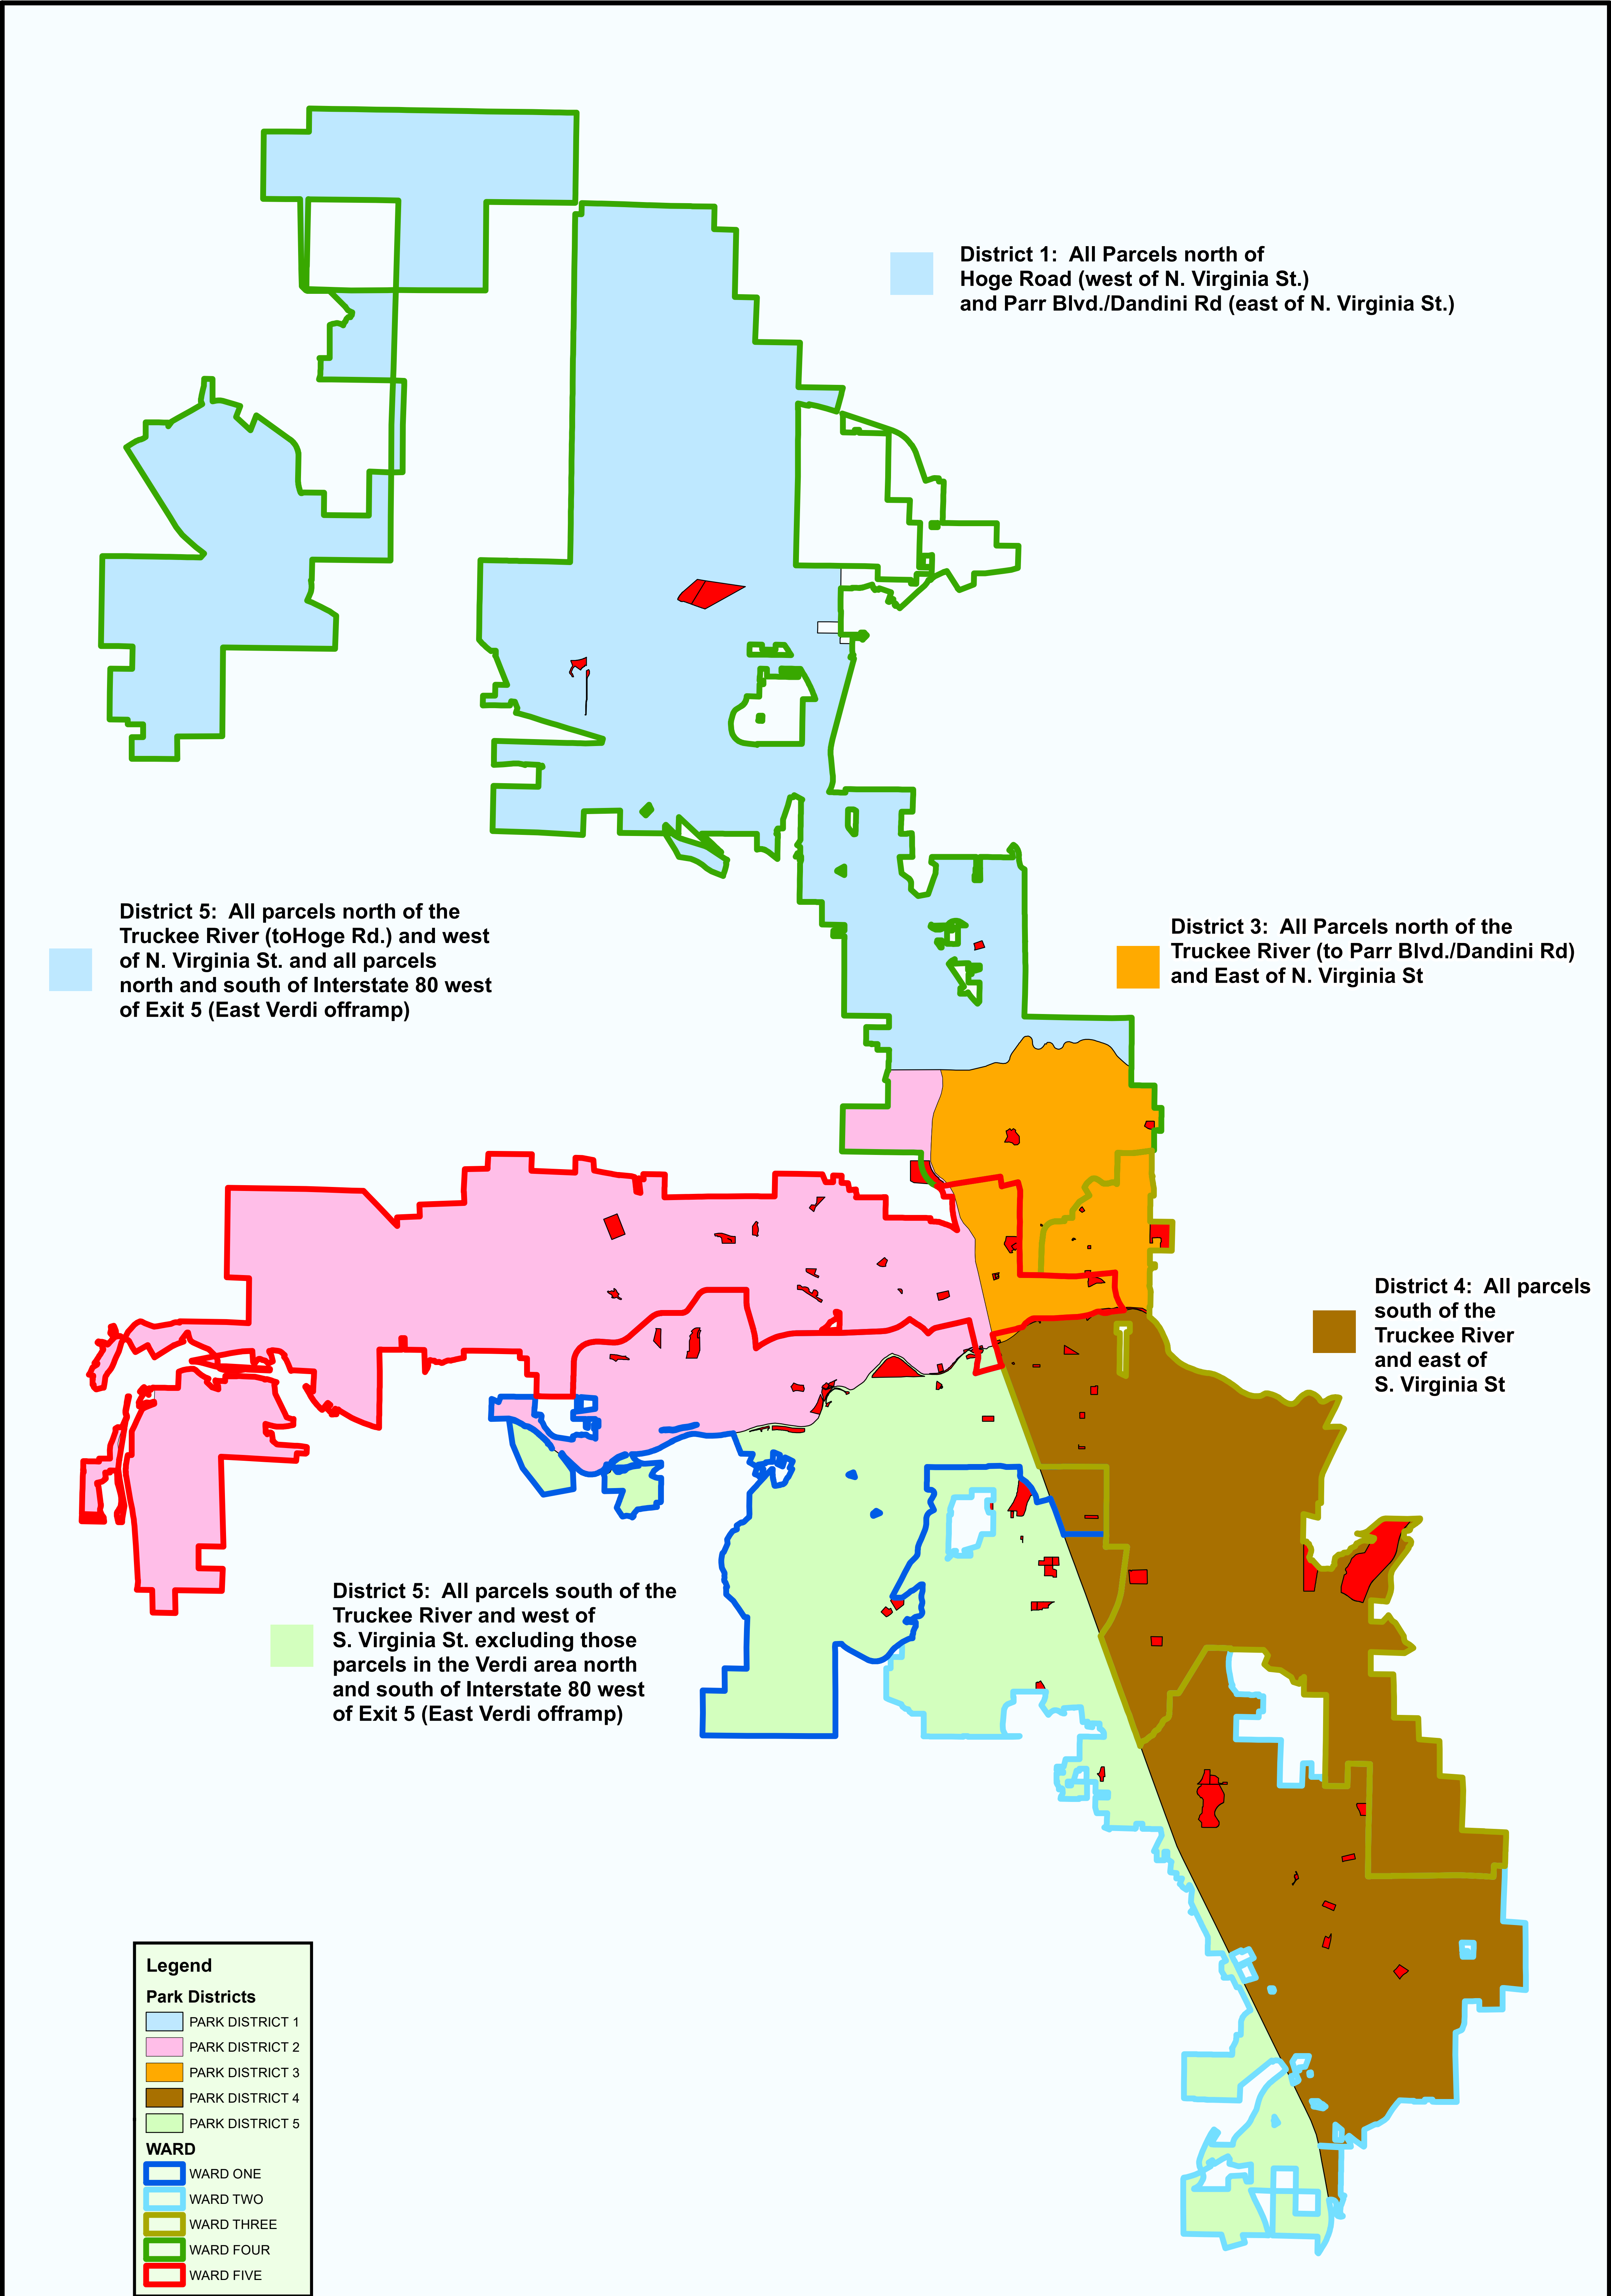 District 1:  All Parcels north of
Hoge Road (west of N. Virginia St.)
and Parr Blvd./Dandini Rd (east of N. Virginia St.)
District 5:  All parcels north of the
Truckee River (toHoge Rd.) and west
of N. Virginia St. and all parcels
north and south of Interstate 80 west
of Exit 5 (East Verdi offramp)
District 3:  All Parcels north of the
Truckee River (to Parr Blvd./Dandini Rd)
and East of N. Virginia St
District 4:  All parcels
south of the
Truckee River
and east of
S. Virginia St
District 5:  All parcels south of the
Truckee River and west of
S. Virginia St. excluding those
parcels in the Verdi area north
and south of Interstate 80 west
of Exit 5 (East Verdi offramp)
Legend
Park Districts
PARK DISTRICT 1
PARK DISTRICT 2
PARK DISTRICT 3
PARK DISTRICT 4
PARK DISTRICT 5
WARD
WARD ONE
WARD TWO
WARD THREE
WARD FOUR
WARD FIVE